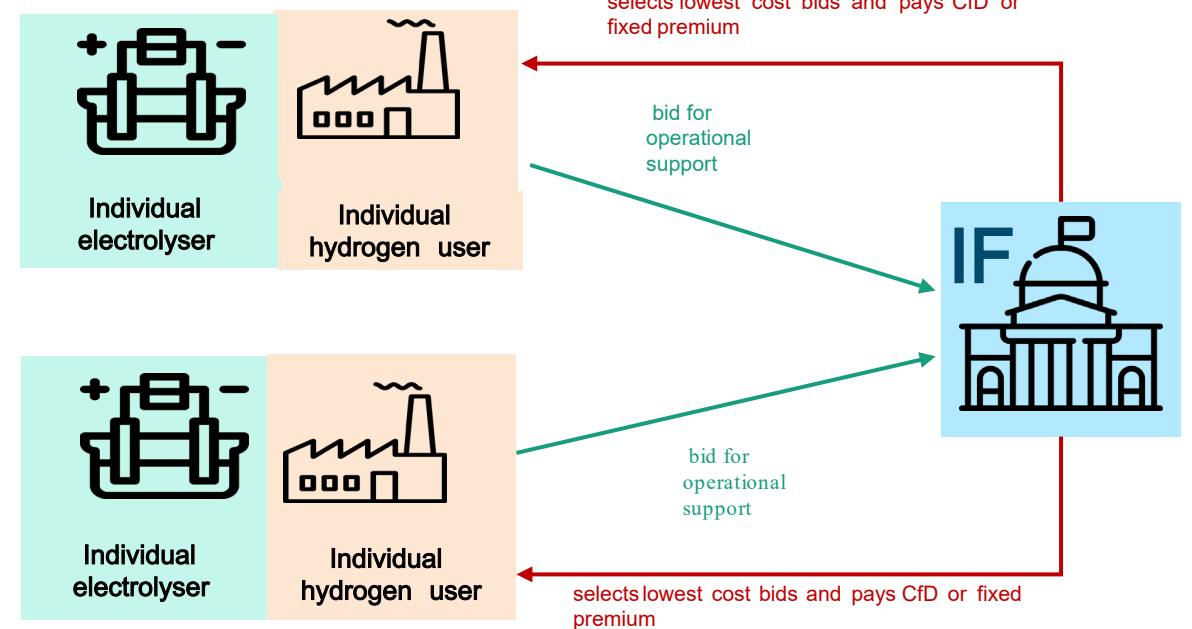 selects lowest cost bids and pays CfD or
fixed premium
bid for
operational
support
Individual
electrolyser
Individual
hydrogen user
IF
Individual
electrolyser
Individual
hydrogen user
bid for
operational
support
selects lowest cost bids and pays CfD or fixed
premium